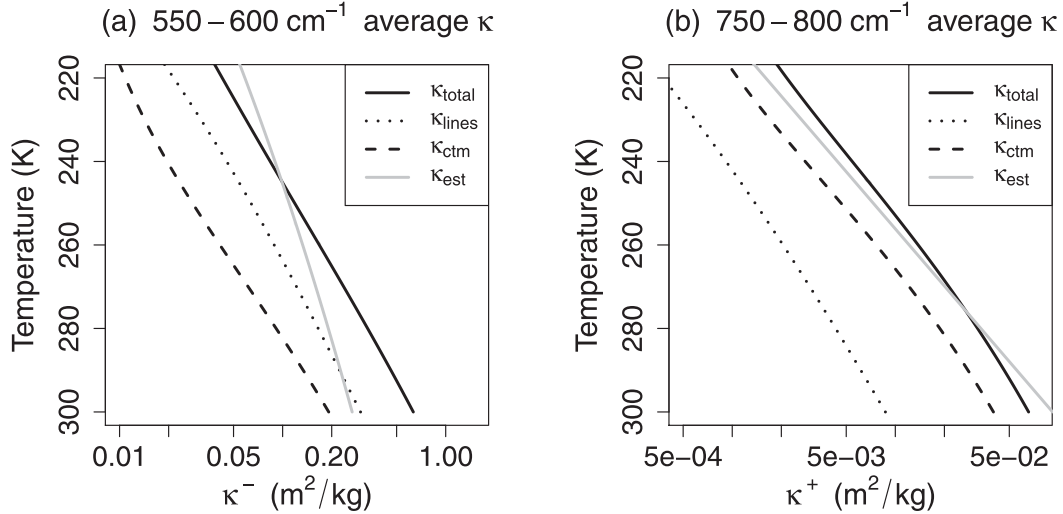 (a) 550 – 600 cm⁻¹ average κ
Temperature (K)
220
240
260
280
300
κtotal
κlines
κctm
κest
0.01 0.05 0.20 1.00
κ⁻ (m²/kg)
(b) 750 – 800 cm⁻¹ average κ
Temperature (K)
220
240
260
280
300
κtotal
κlines
κctm
κest
5e−04 5e−03 5e−02
κ⁺ (m²/kg)